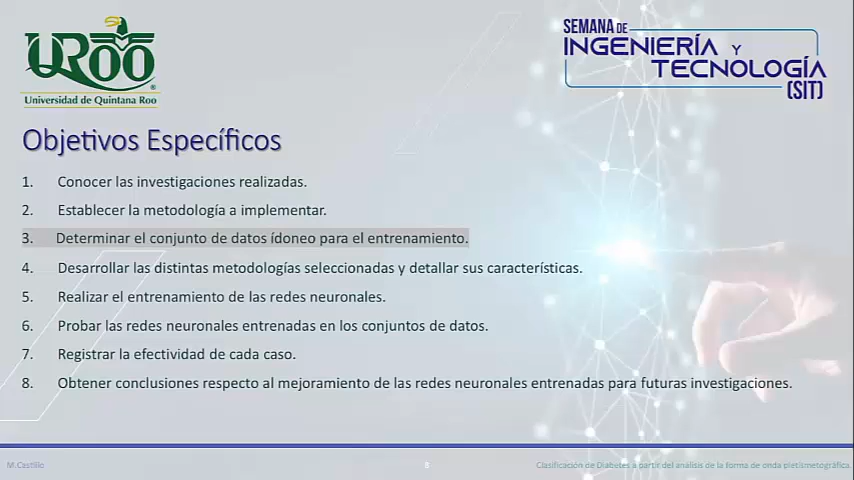 UQROO
Universidad de Quintana Roo
SEMANA DE
INGENIERÍA Y
TECNOLOGÍA
(SIT)
Objetivos Específicos
1. Conocer las investigaciones realizadas.
2. Establecer la metodología a implementar.
3. Determinar el conjunto de datos ídoneo para el entrenamiento.
4. Desarrollar las distintas metodologías seleccionadas y detallar sus características.
5. Realizar el entrenamiento de las redes neuronales.
6. Probar las redes neuronales entrenadas en los conjuntos de datos.
7. Registrar la efectividad de cada caso.
8. Obtener conclusiones respecto al mejoramiento de las redes neuronales entrenadas para futuras investigaciones.
M.Castillo
Clasificación de Diabetes a partir del análisis de la forma de onda pletismetográfica.